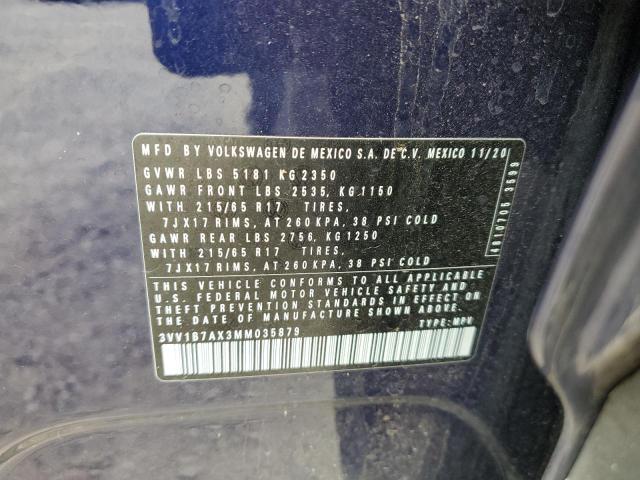 MFD BY VOLKSWAGEN DE MEXICO S.A. DE C.V. MEXICO 11/20
GVWR LBS 5181 KG 2350
GAWR FRONT LBS 2535, KG 1150
WITH 215/65 R17 TIRES,
7JX17 RIMS, AT 260 KPA, 38 PSI COLD
GAWR REAR LBS 2756, KG 1250
WITH 215/65 R17 TIRES,
7JX17 RIMS, AT 260 KPA, 38 PSI COLD
THIS VEHICLE CONFORMS TO ALL APPLICABLE
U.S. FEDERAL MOTOR VEHICLE SAFETY AND
THEFT PREVENTION STANDARDS IN EFFECT ON
THE DATE OF MANUFACTURE SHOWN ABOVE.
3VV1B7AX3MM035879 TYPE: MPV
4810705 3599